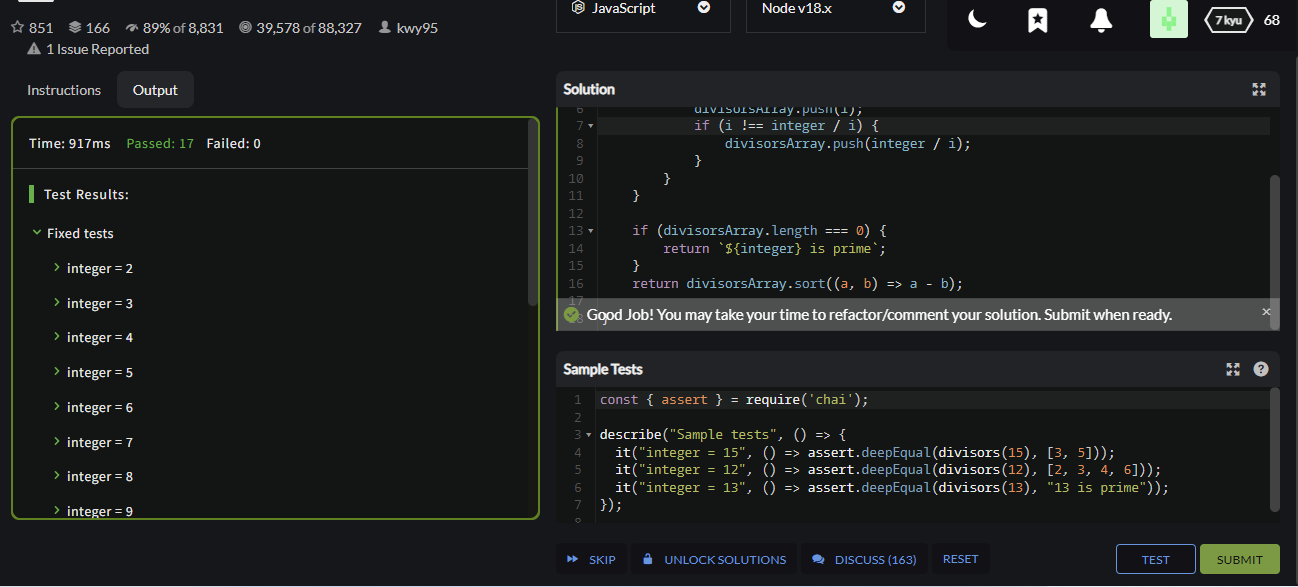 JavaScript
Node v18.x
7 kyu
68
851
166
89% of 8,831
39,578 of 88,327
kwy95
1 Issue Reported
Instructions
Output
Time: 917ms Passed: 17 Failed: 0
Test Results:
Fixed tests
integer = 2
integer = 3
integer = 4
integer = 5
integer = 6
integer = 7
integer = 8
integer = 9
Solution
6 divisorsArray.push(i);
7 if (i !== integer / i) {
8 divisorsArray.push(integer / i);
9 }
10 }
11 }
12
13 if (divisorsArray.length === 0) {
14 return `${integer} is prime`;
15 }
16 return divisorsArray.sort((a, b) => a - b);
17
18 }
Good Job! You may take your time to refactor/comment your solution. Submit when ready.
Sample Tests
1 const { assert } = require('chai');
2
3 describe("Sample tests", () => {
4 it("integer = 15", () => assert.deepEqual(divisors(15), [3, 5]));
5 it("integer = 12", () => assert.deepEqual(divisors(12), [2, 3, 4, 6]));
6 it("integer = 13", () => assert.deepEqual(divisors(13), "13 is prime"));
7 });
8
SKIP
UNLOCK SOLUTIONS
DISCUSS (163)
RESET
TEST
SUBMIT